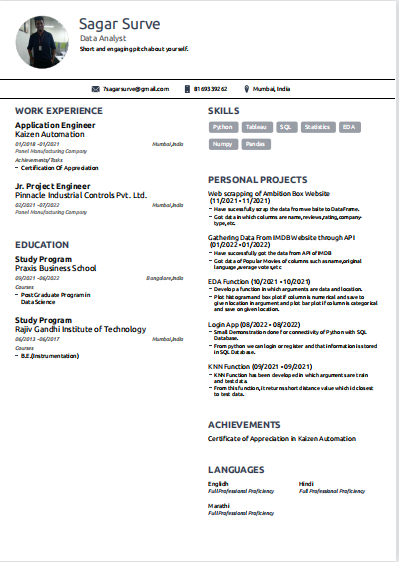 Sagar Surve
Data Analyst
Short and engaging pitch about yourself.
7sagarsurve@gmail.com
8169339262
Mumbai, India
WORK EXPERIENCE
Application Engineer
Kaizen Automation
01/2018 - 01/2021 Mumbai,India
Panel Manufacturing Company
Achievements/Tasks
- Certification Of Appreciation
Jr. Project Engineer
Pinnacle Industrial Controls Pvt. Ltd.
02/2021 - 07/2022 Mumbai,India
Panel Manufacturing Company
EDUCATION
Study Program
Praxis Business School
09/2021 - 06/2022 Bangalore,India
Courses
- Post Graduate Program in
Data Science
Study Program
Rajiv Gandhi Institute of Technology
06/2013 - 06/2017 Mumbai,India
Courses
- B.E.(Instrumentation)
SKILLS
Python Tableau SQL Statistics EDA
Numpy Pandas
PERSONAL PROJECTS
Web scrapping of Ambition Box Website
(11/2021 - 11/2021)
- Have sucessfully scrap the data from website to DataFrame.
- Got data in which columns are name,reviews,rating,company-
type,etc.
Gathering Data From IMDB Website through API
(01/2022 - 01/2022)
- Have sucessfully got the data from API of IMDB
- Got data of Popular Movies of columns such as name,original
language,average votes,etc
EDA Function (10/2021 - 10/2021)
- Develop a function in which arguments are data and location.
- Plot histogram and box plot if column is numerical and save to
given location in argument and plot bar plot if column is categorical
and save on given location.
Login App (08/2022 - 08/2022)
- Small Demonstration done for connectivity of Python with SQL
Database.
- From python we can login or register and that information is stored
in SQL Database.
KNN Function (09/2021 - 09/2021)
- KNN Function has been developed in which arguments are train
and test data.
- From this function,it returns short distance value which is closest
to test data.
ACHIEVEMENTS
Certificate of Appreciation in Kaizen Automation
LANGUAGES
English Hindi
Full Professional Proficiency Full Professional Proficiency
Marathi
Full Professional Proficiency